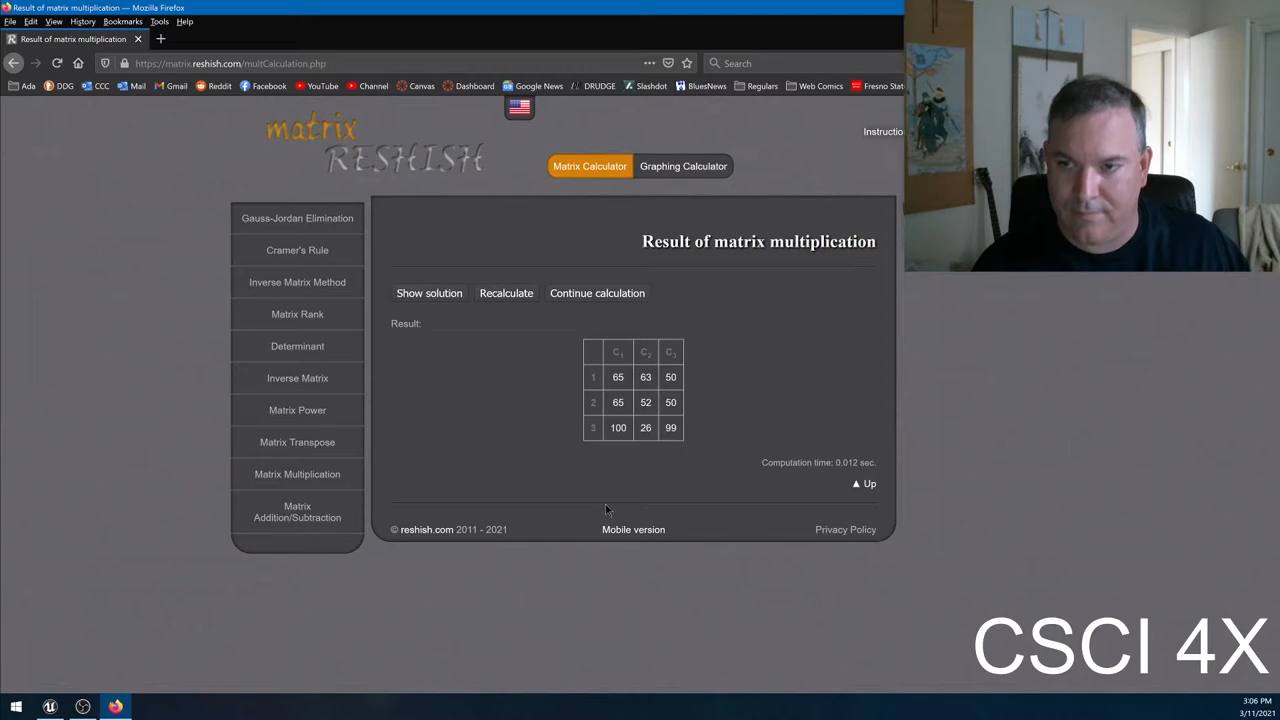 Result of matrix multiplication — Mozilla Firefox
File Edit View History Bookmarks Tools Help
Result of matrix multiplication
https://matrix.reshish.com/multCalculation.php
Search
Ada DDG CCC Mail Gmail Reddit Facebook YouTube Channel Canvas Dashboard Google News DRUDGE Slashdot BluesNews Regulars Web Comics Fresno Stat
matrix
RESHISH
Instructio
Matrix Calculator Graphing Calculator
Gauss-Jordan Elimination
Cramer's Rule
Inverse Matrix Method
Matrix Rank
Determinant
Inverse Matrix
Matrix Power
Matrix Transpose
Matrix Multiplication
Matrix
Addition/Subtraction
Result of matrix multiplication
Show solution Recalculate Continue calculation
Result:
C1 C2 C3
1 65 63 50
2 65 52 50
3 100 26 99
Computation time: 0.012 sec.
▲ Up
© reshish.com 2011 - 2021 Mobile version Privacy Policy
CSCI 4X
3:06 PM
3/11/2021